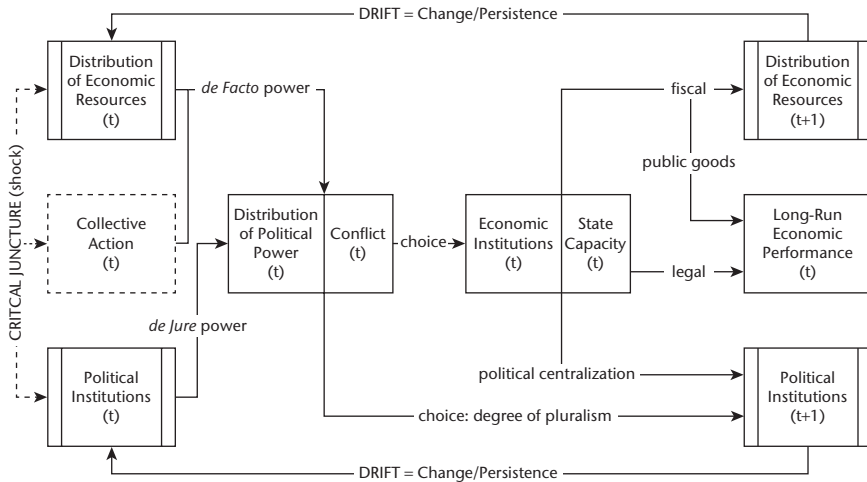 DRIFT = Change/Persistence
Distribution
of Economic
Resources
(t)
de Facto power
fiscal
Distribution
of Economic
Resources
(t+1)
CRITCAL JUNCTURE (shock)
public goods
Collective
Action
(t)
Distribution
of Political
Power
(t)
Conflict
(t)
choice
Economic
Institutions
(t)
State
Capacity
(t)
Long-Run
Economic
Performance
(t)
legal
de Jure power
Political
Institutions
(t)
political centralization
choice: degree of pluralism
Political
Institutions
(t+1)
DRIFT = Change/Persistence